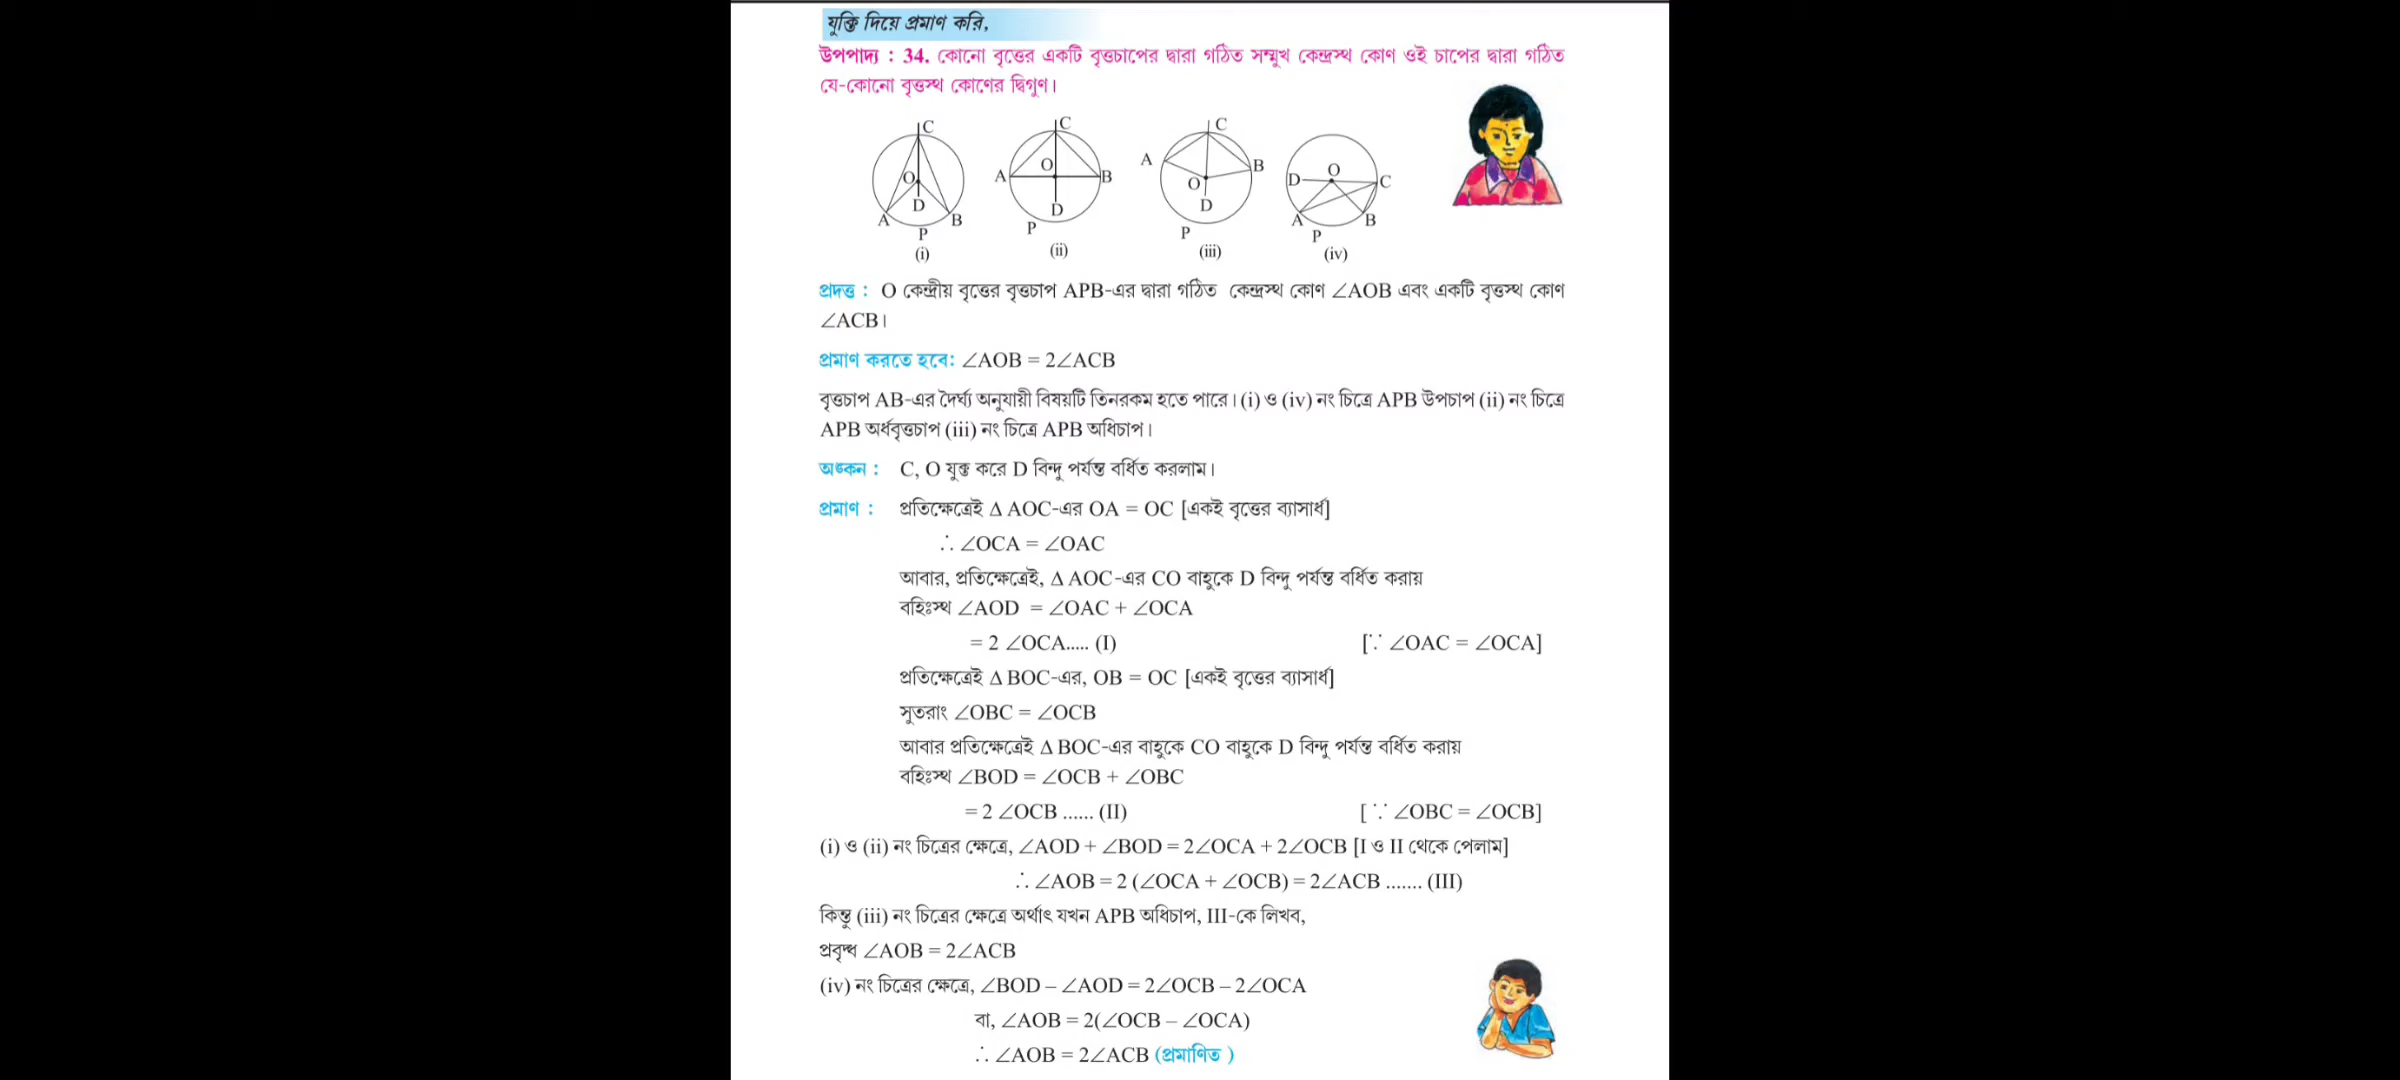 যুক্তি দিয়ে প্রমাণ করি,
উপপাদ্য : 34. কোনো বৃত্তের একটি বৃত্তচাপের দ্বারা গঠিত সম্মুখ কেন্দ্রস্থ কোণ ওই চাপের দ্বারা গঠিত
যে-কোনো বৃত্তস্থ কোণের দ্বিগুণ।
C O D A B P (i)
C O A B D P (ii)
C A B O D P (iii)
O D C A B P (iv)
প্রদত্ত : O কেন্দ্রীয় বৃত্তের বৃত্তচাপ APB-এর দ্বারা গঠিত কেন্দ্রস্থ কোণ ∠AOB এবং একটি বৃত্তস্থ কোণ
∠ACB।
প্রমাণ করতে হবে: ∠AOB = 2∠ACB
বৃত্তচাপ AB-এর দৈর্ঘ্য অনুযায়ী বিষয়টি তিনরকম হতে পারে। (i) ও (iv) নং চিত্রে APB উপচাপ (ii) নং চিত্রে
APB অর্ধবৃত্তচাপ (iii) নং চিত্রে APB অধিচাপ।
অঙ্কন : C, O যুক্ত করে D বিন্দু পর্যন্ত বর্ধিত করলাম।
প্রমাণ : প্রতিক্ষেত্রেই Δ AOC-এর OA = OC [একই বৃত্তের ব্যাসার্ধ]
∴ ∠OCA = ∠OAC
আবার, প্রতিক্ষেত্রেই, Δ AOC-এর CO বাহুকে D বিন্দু পর্যন্ত বর্ধিত করায়
বহিঃস্থ ∠AOD = ∠OAC + ∠OCA
= 2 ∠OCA..... (I) [∵ ∠OAC = ∠OCA]
প্রতিক্ষেত্রেই Δ BOC-এর, OB = OC [একই বৃত্তের ব্যাসার্ধ]
সুতরাং ∠OBC = ∠OCB
আবার প্রতিক্ষেত্রেই Δ BOC-এর বাহুকে CO বাহুকে D বিন্দু পর্যন্ত বর্ধিত করায়
বহিঃস্থ ∠BOD = ∠OCB + ∠OBC
= 2 ∠OCB ...... (II) [ ∵ ∠OBC = ∠OCB]
(i) ও (ii) নং চিত্রের ক্ষেত্রে, ∠AOD + ∠BOD = 2∠OCA + 2∠OCB [I ও II থেকে পেলাম]
∴ ∠AOB = 2 (∠OCA + ∠OCB) = 2∠ACB ....... (III)
কিন্তু (iii) নং চিত্রের ক্ষেত্রে অর্থাৎ যখন APB অধিচাপ, III-কে লিখব,
প্রবৃদ্ধ ∠AOB = 2∠ACB
(iv) নং চিত্রের ক্ষেত্রে, ∠BOD – ∠AOD = 2∠OCB – 2∠OCA
বা, ∠AOB = 2(∠OCB – ∠OCA)
∴ ∠AOB = 2∠ACB (প্রমাণিত )